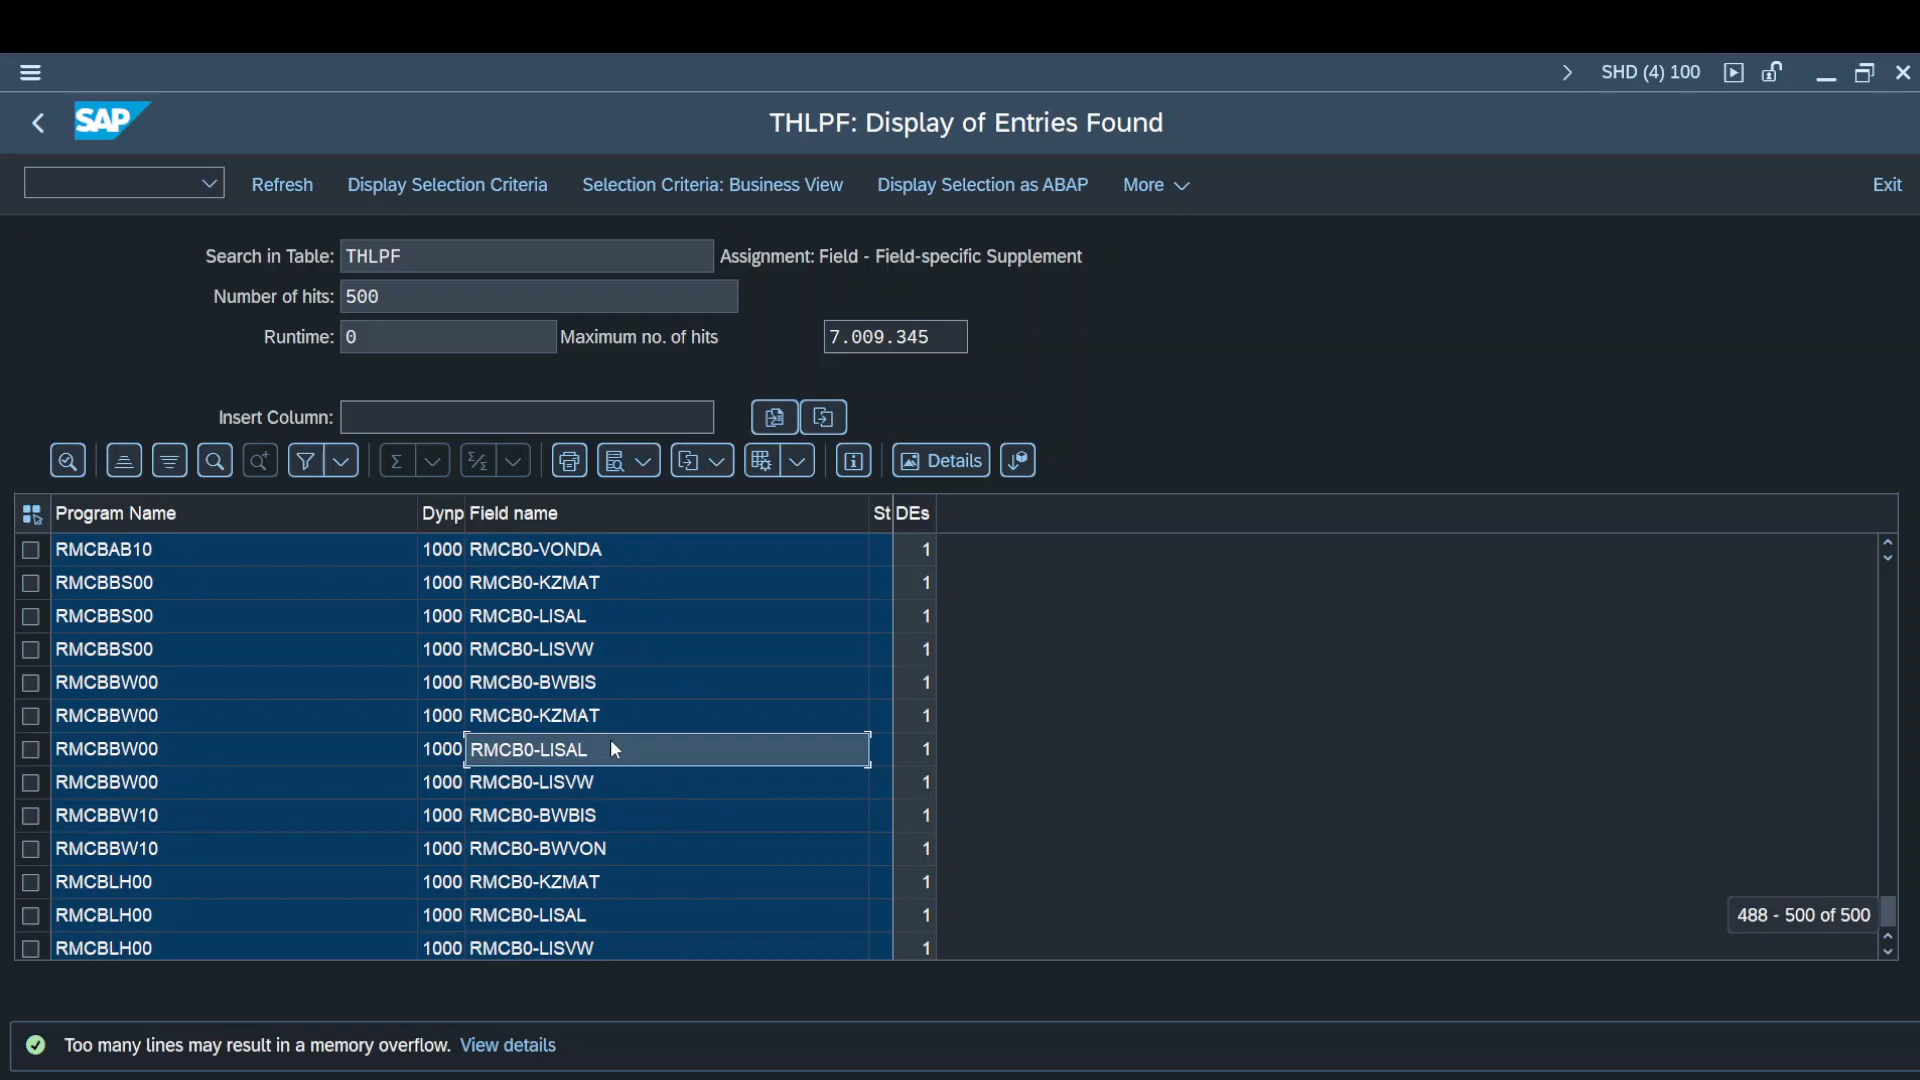 SHD (4) 100
SAP
THLPF: Display of Entries Found
Refresh Display Selection Criteria Selection Criteria: Business View Display Selection as ABAP More Exit
Search in Table: THLPF Assignment: Field - Field-specific Supplement
Number of hits: 500
Runtime: 0 Maximum no. of hits 7.009.345
Insert Column:
Details
Program Name Dynp Field name St DEs
RMCBAB10 1000 RMCB0-VONDA 1
RMCBBS00 1000 RMCB0-KZMAT 1
RMCBBS00 1000 RMCB0-LISAL 1
RMCBBS00 1000 RMCB0-LISVW 1
RMCBBW00 1000 RMCB0-BWBIS 1
RMCBBW00 1000 RMCB0-KZMAT 1
RMCBBW00 1000 RMCB0-LISAL 1
RMCBBW00 1000 RMCB0-LISVW 1
RMCBBW10 1000 RMCB0-BWBIS 1
RMCBBW10 1000 RMCB0-BWVON 1
RMCBLH00 1000 RMCB0-KZMAT 1
RMCBLH00 1000 RMCB0-LISAL 1
488 - 500 of 500
RMCBLH00 1000 RMCB0-LISVW 1
Too many lines may result in a memory overflow. View details